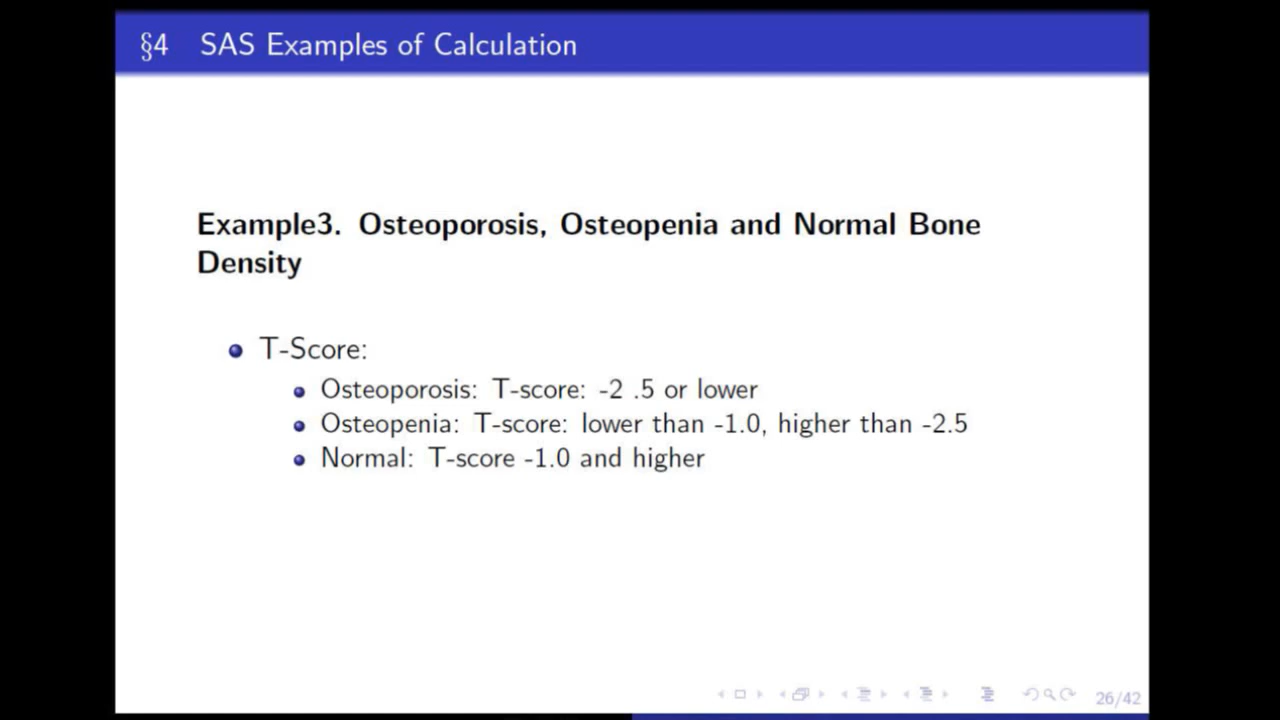 §4 SAS Examples of Calculation
Example3. Osteoporosis, Osteopenia and Normal Bone
Density
T-Score:
Osteoporosis: T-score: -2 .5 or lower
Osteopenia: T-score: lower than -1.0, higher than -2.5
Normal: T-score -1.0 and higher
26/42